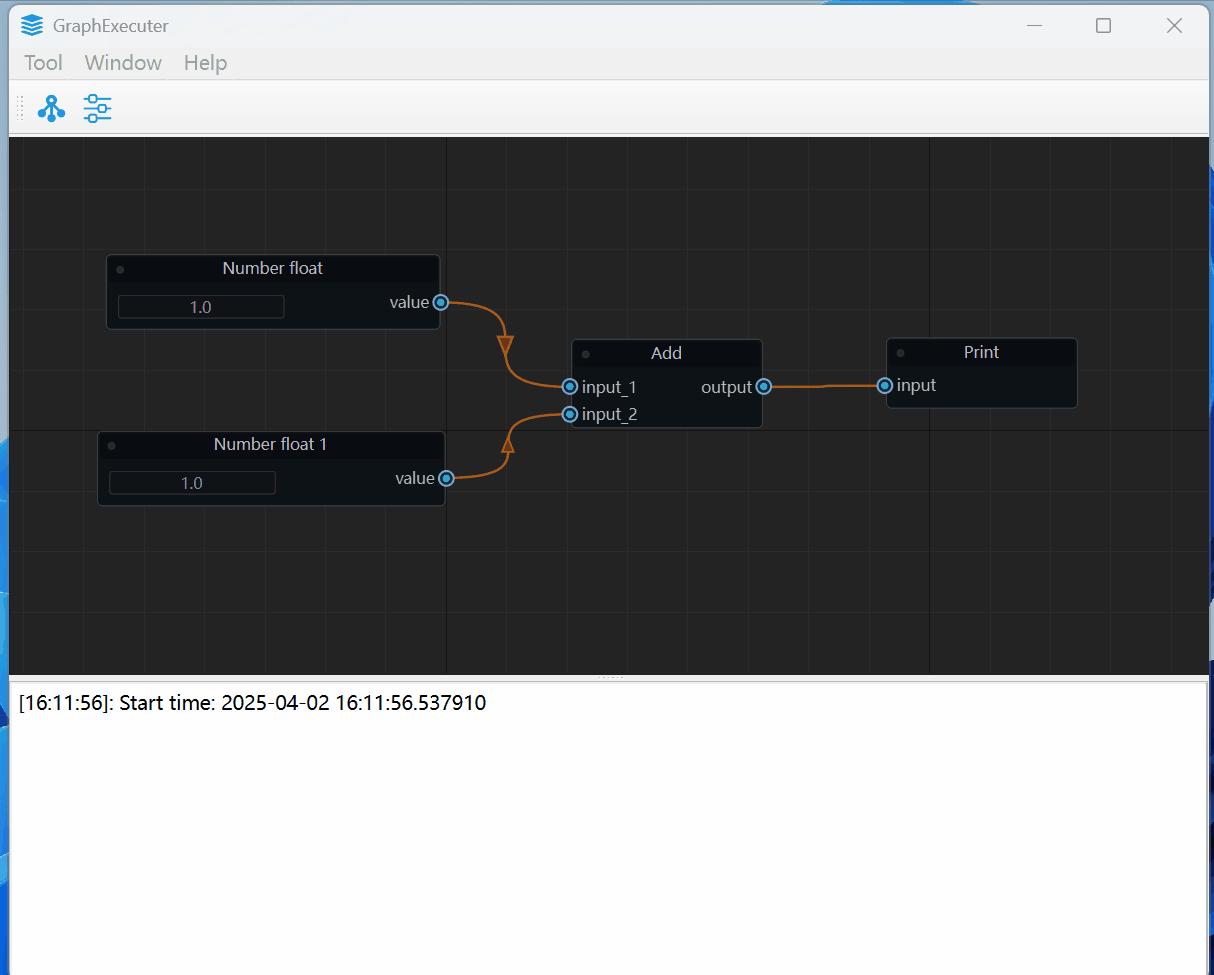 GraphExecuter
Tool Window Help
Number float
1.0 value
Add
input_1 output
input_2
Print
input
Number float 1
1.0 value
[16:11:56]: Start time: 2025-04-02 16:11:56.537910